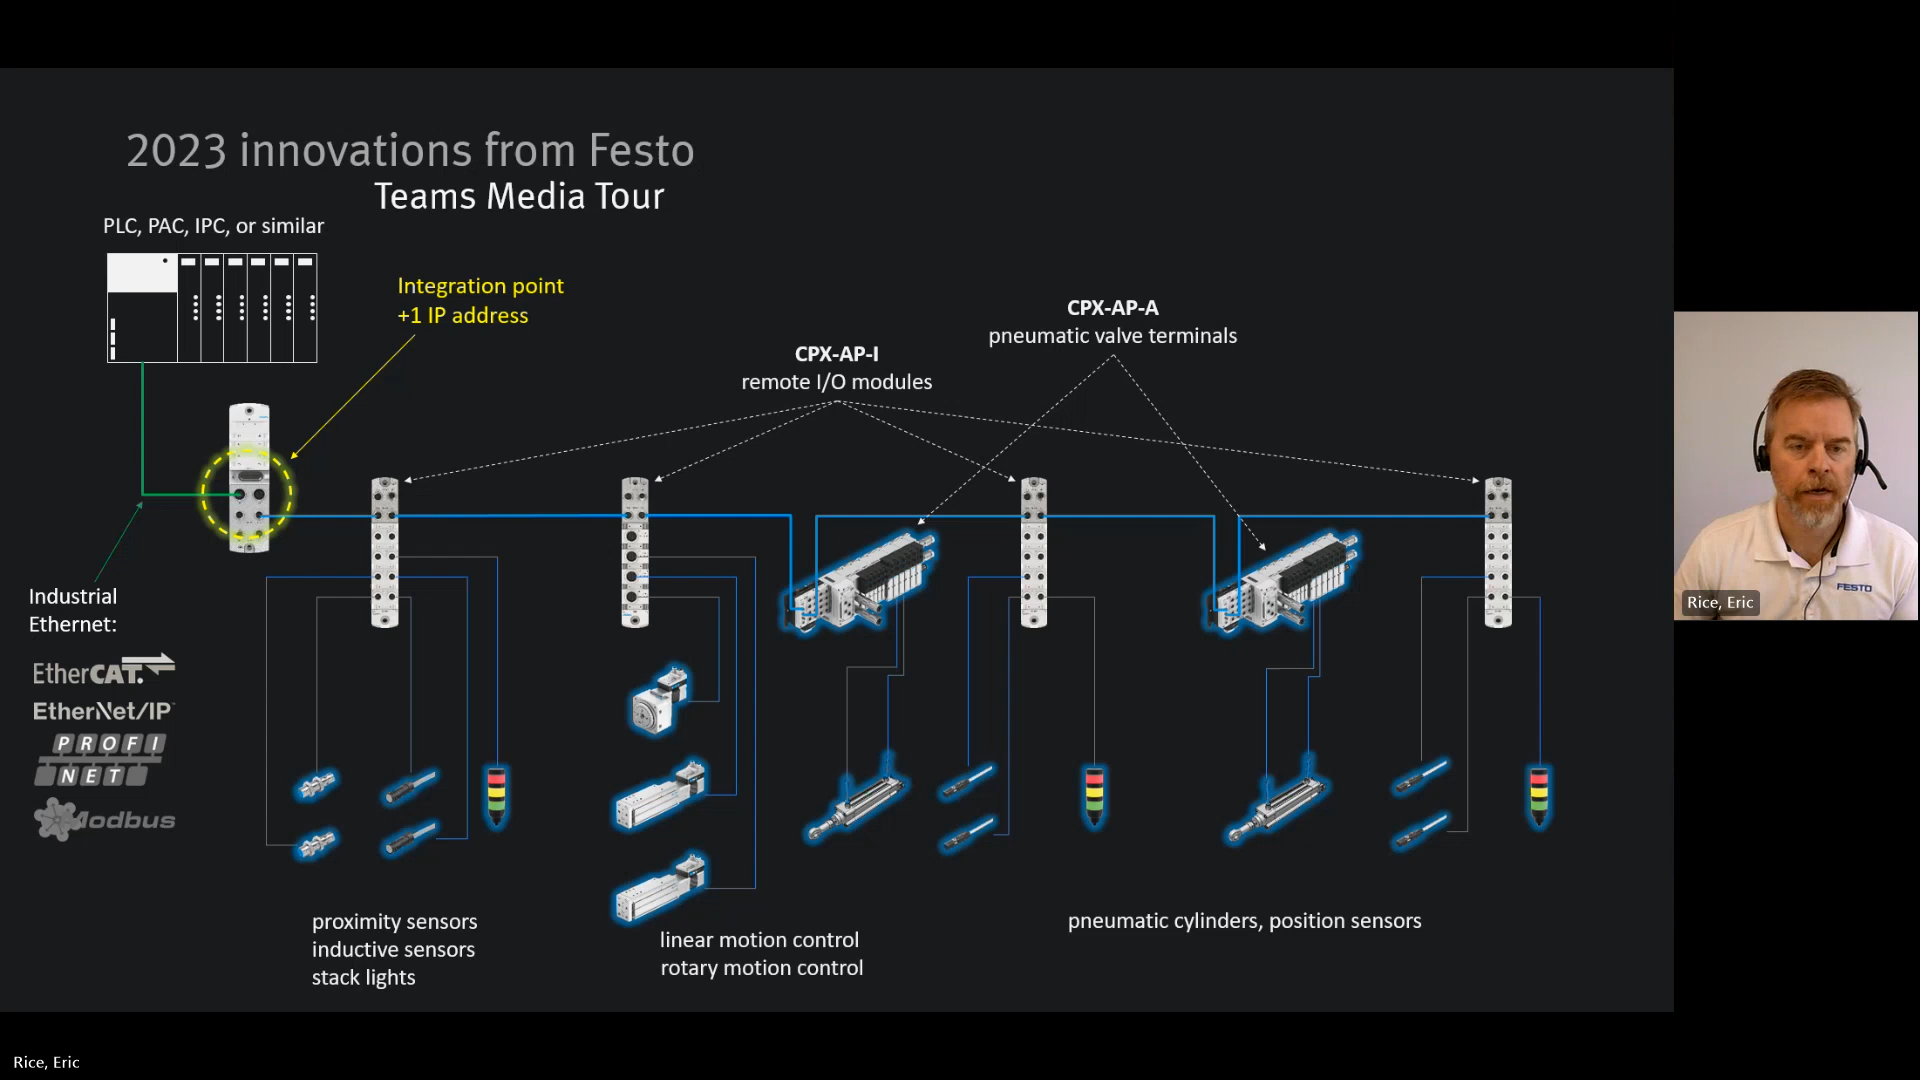 2023 innovations from Festo
Teams Media Tour
PLC, PAC, IPC, or similar
Integration point
+1 IP address
CPX-AP-I
remote I/O modules
CPX-AP-A
pneumatic valve terminals
Industrial
Ethernet:
EtherCAT.
EtherNet/IP
PROFI
NET
Modbus
proximity sensors
inductive sensors
stack lights
linear motion control
rotary motion control
pneumatic cylinders, position sensors
FESTO
Rice, Eric
Rice, Eric